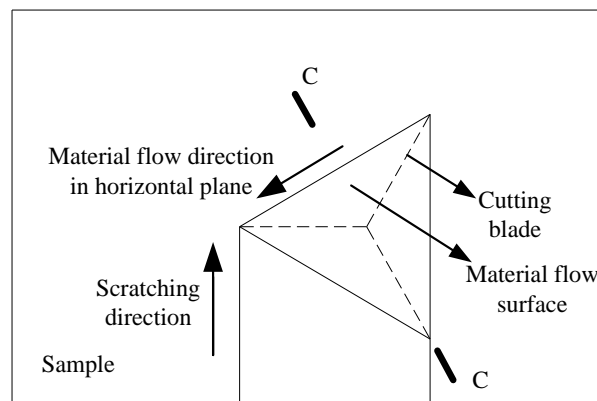 C
Material flow direction
in horizontal plane
Cutting
blade
Material flow
surface
Scratching
direction
Sample
C